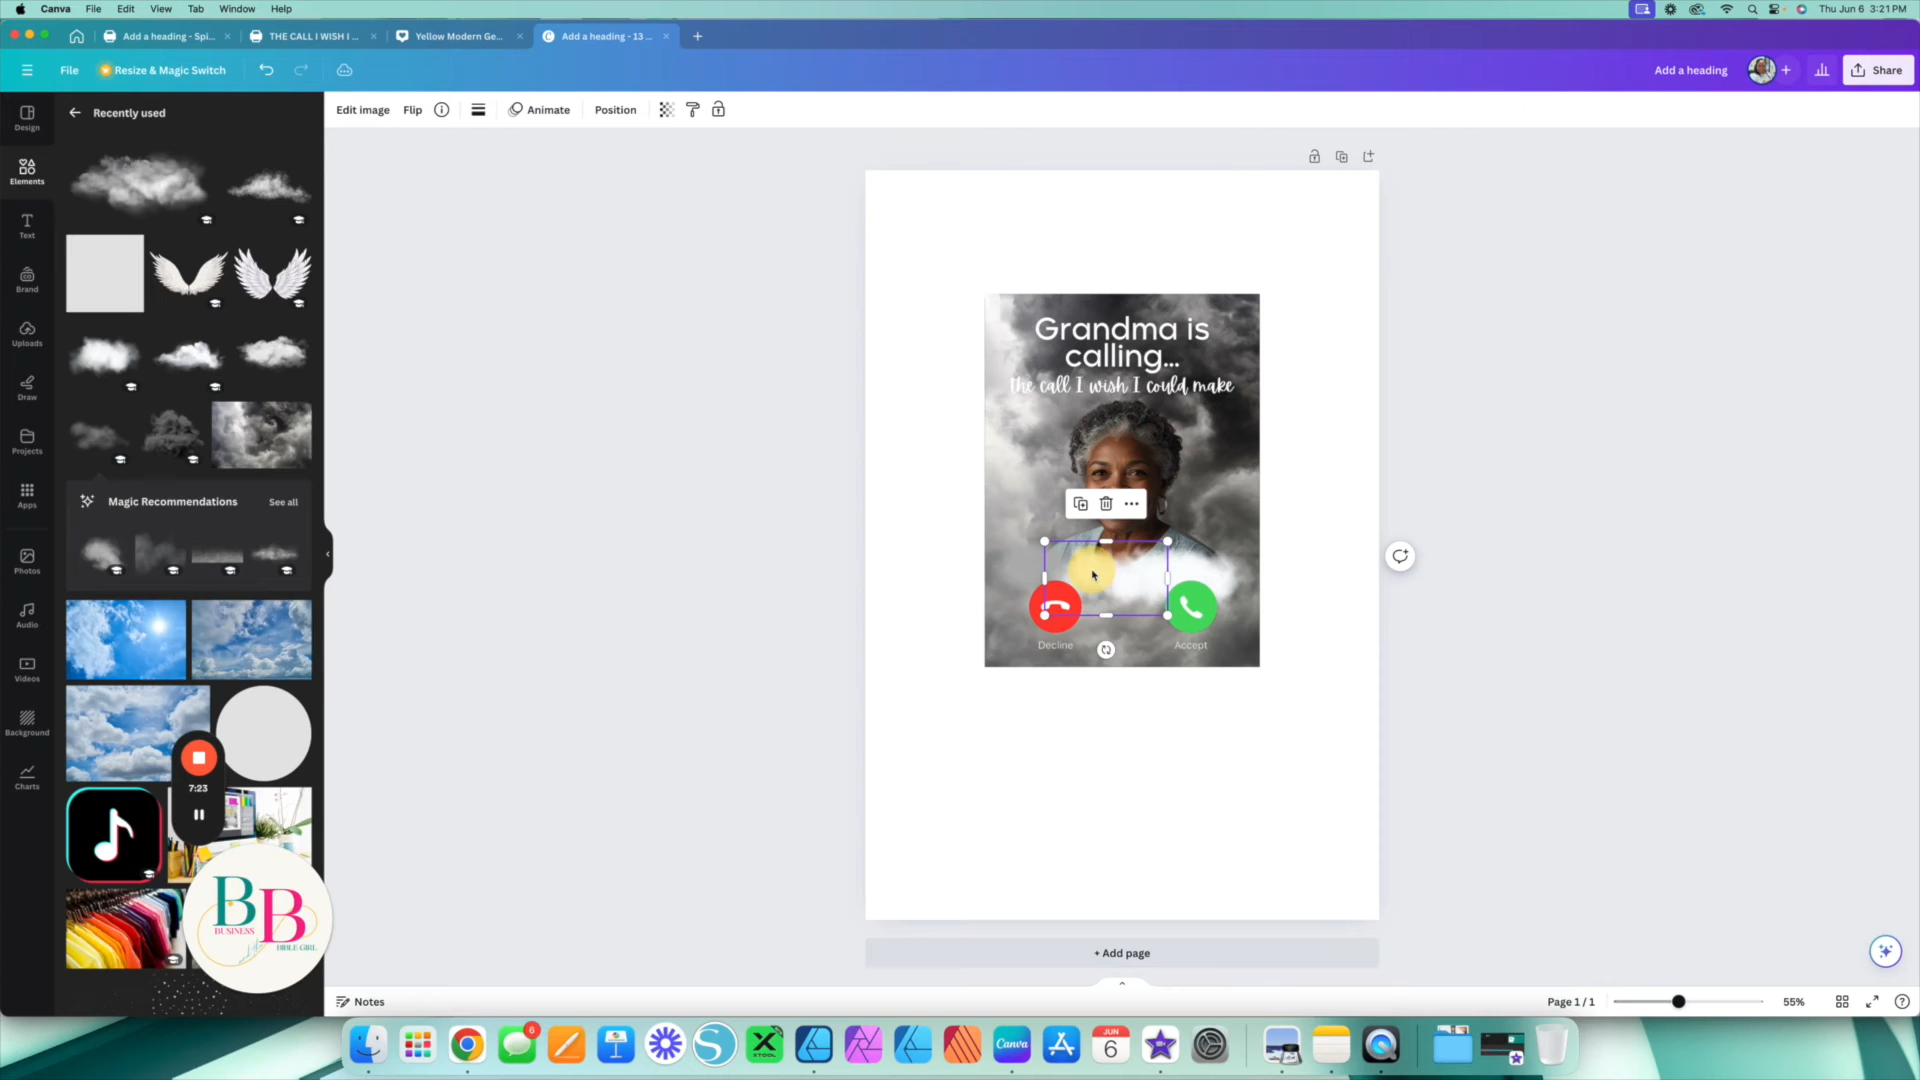 Canva File Edit View Tab Window Help Thu Jun 6 3:21 PM
Add a heading - Spi... THE CALL I WISH I ... Yellow Modern Ge... Add a heading - 13 ...
File Resize & Magic Switch Add a heading Share
Edit image Flip Animate Position
Recently used
Design
Elements
Text
Brand
Uploads
Draw
Projects
Apps
Photos
Audio
Videos
Background
Charts
Magic Recommendations See all
Grandma is
calling...
the call I wish I could make
Decline Accept
7:23
BB
BUSINESS
BIBLE GIRL
+ Add page
Notes Page 1 / 1 55%
6
XTOOL
Canva
JUN
6